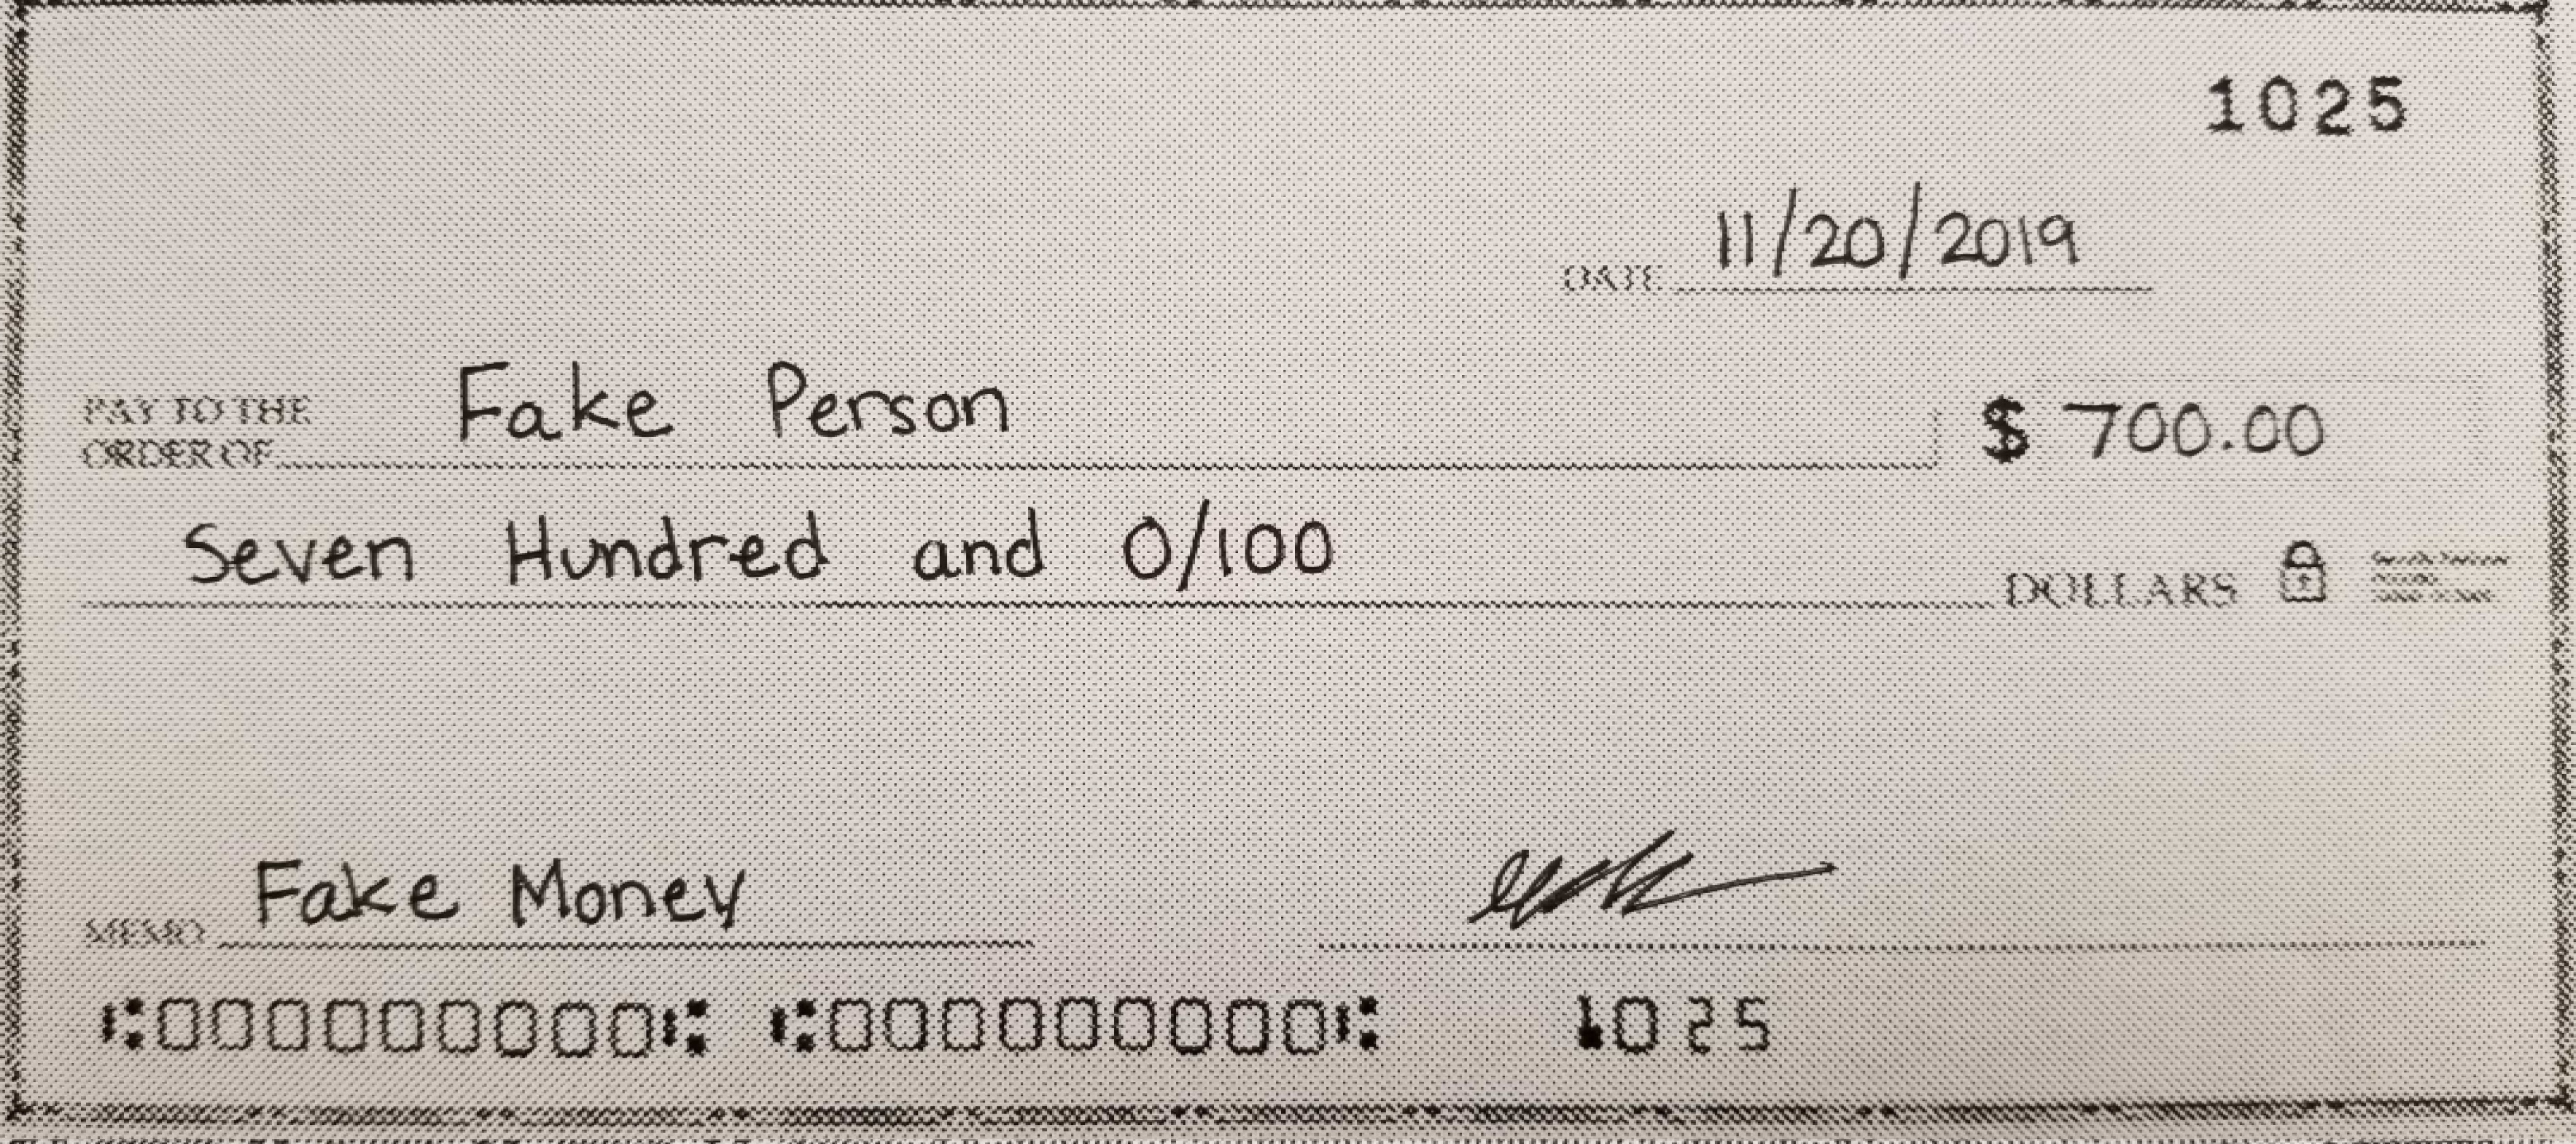 1025
DATE 11/20/2019
PAY TO THE
ORDER OF Fake Person $ 700.00
Seven Hundred and 0/100 DOLLARS
MEMO Fake Money
⑆000000000⑆ ⑆000000000⑆ 1025